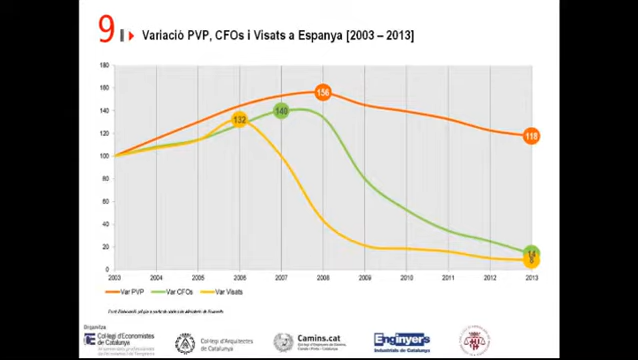 9 Variació PVP, CFOs i Visats a Espanya [2003 – 2013]
180
160
140
120
100
80
60
40
20
0
156
140
132
118
14
8
2003 2004 2005 2006 2007 2008 2009 2010 2011 2012 2013
Var PVP Var CFOs Var Visats
Organitza
Col·legi d'Economistes
de Catalunya
Col·legi d'Arquitectes
de Catalunya
Camins.cat
Enginyers
Industrials de Catalunya